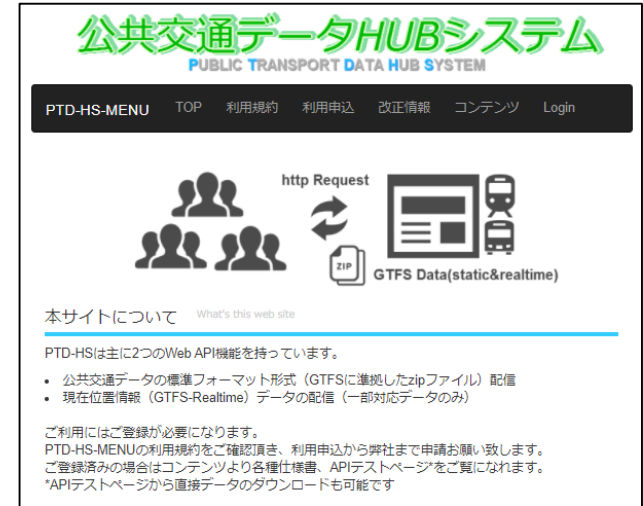 公共交通データHUBシステム
PUBLIC TRANSPORT DATA HUB SYSTEM
PTD-HS-MENU TOP 利用規約 利用申込 改正情報 コンテンツ Login
http Request
ZIP
GTFS Data(static&realtime)
本サイトについて What's this web site
PTD-HSは主に2つのWeb API機能を持っています。
• 公共交通データの標準フォーマット形式（GTFSに準拠したzipファイル）配信
• 現在位置情報（GTFS-Realtime）データの配信（一部対応データのみ）
ご利用にはご登録が必要になります。
PTD-HS-MENUの利用規約をご確認頂き、利用申込から弊社まで申請お願い致します。
ご登録済みの場合はコンテンツより各種仕様書、APIテストページ*をご覧になれます。
*APIテストページから直接データのダウンロードも可能です